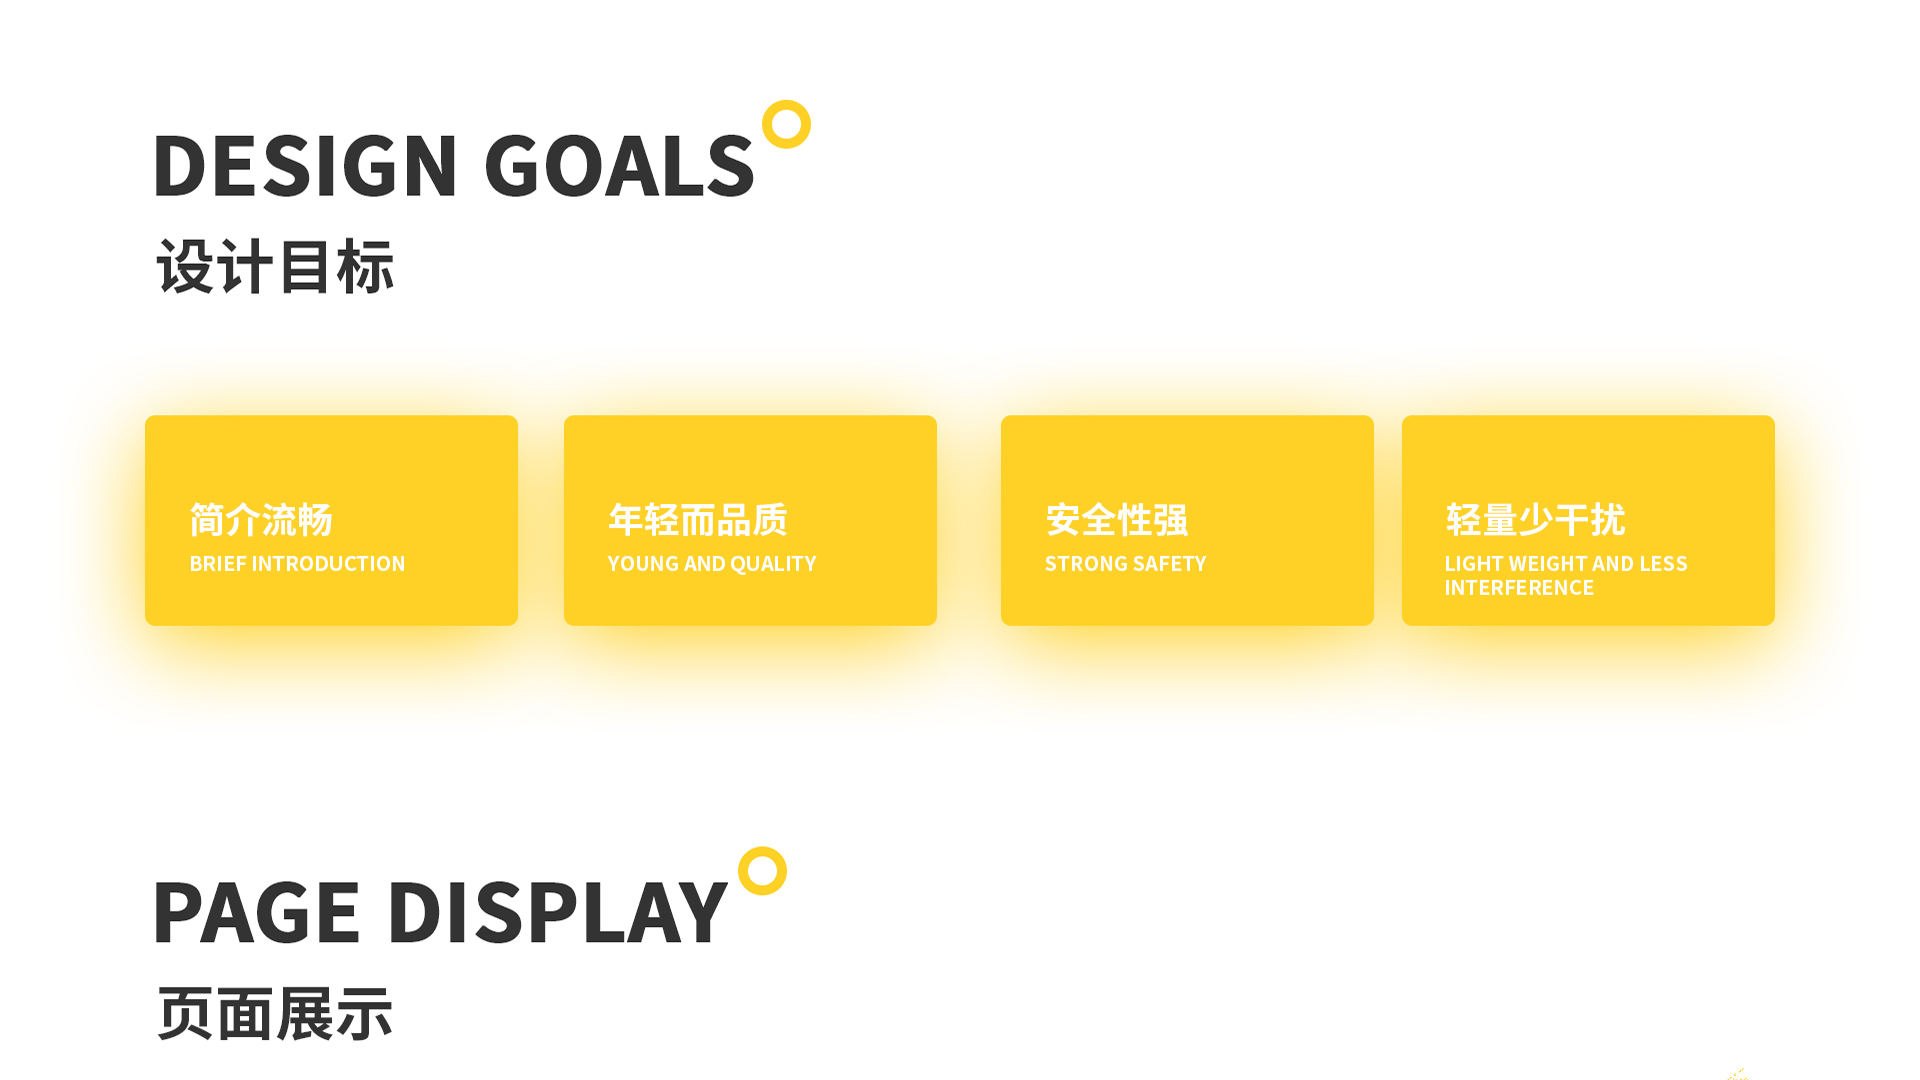 DESIGN GOALS
设计目标
简介流畅
BRIEF INTRODUCTION
年轻而品质
YOUNG AND QUALITY
安全性强
STRONG SAFETY
轻量少干扰
LIGHT WEIGHT AND LESS
INTERFERENCE
PAGE DISPLAY
页面展示